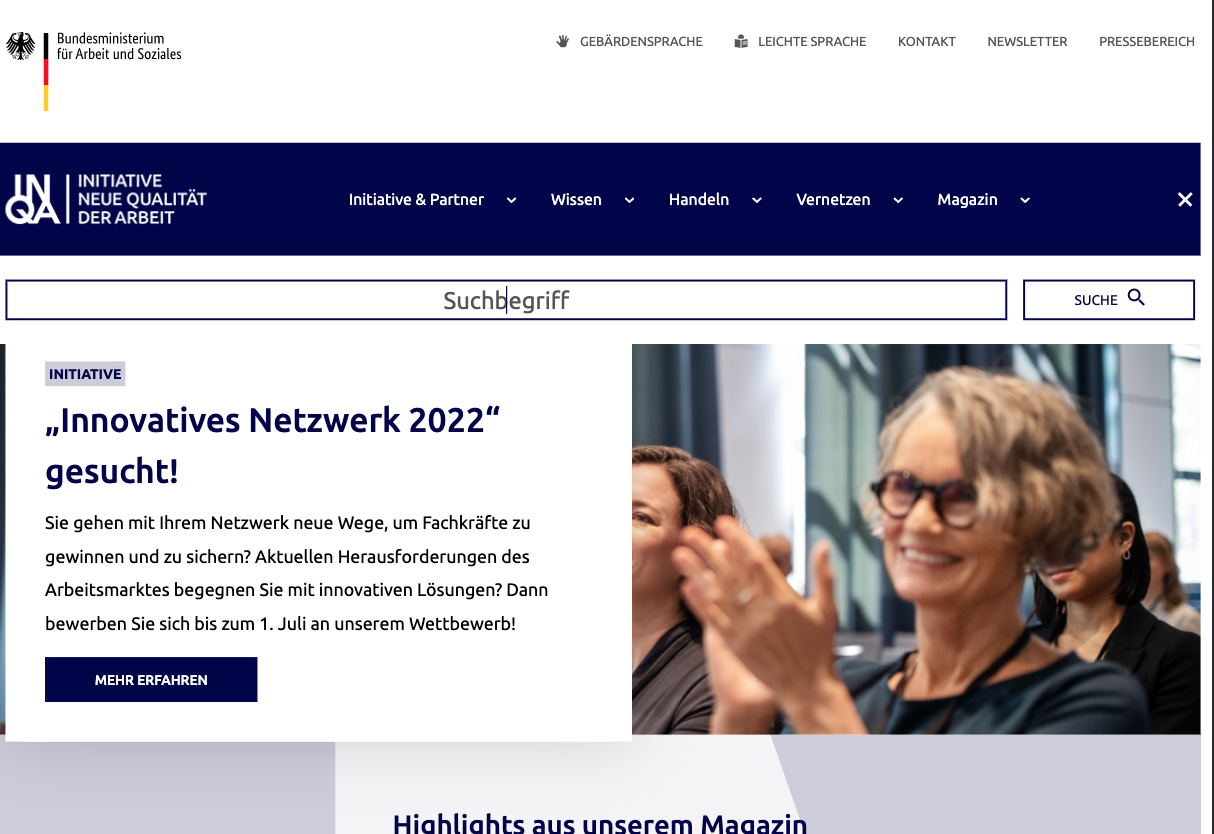 Bundesministerium
für Arbeit und Soziales
GEBÄRDENSPRACHE
LEICHTE SPRACHE
KONTAKT
NEWSLETTER
PRESSEBEREICH
INQA
INITIATIVE
NEUE QUALITÄT
DER ARBEIT
Initiative & Partner
Wissen
Handeln
Vernetzen
Magazin
Suchbegriff
SUCHE
INITIATIVE
„Innovatives Netzwerk 2022“
gesucht!
Sie gehen mit Ihrem Netzwerk neue Wege, um Fachkräfte zu
gewinnen und zu sichern? Aktuellen Herausforderungen des
Arbeitsmarktes begegnen Sie mit innovativen Lösungen? Dann
bewerben Sie sich bis zum 1. Juli an unserem Wettbewerb!
MEHR ERFAHREN
Highlights aus unserem Magazin